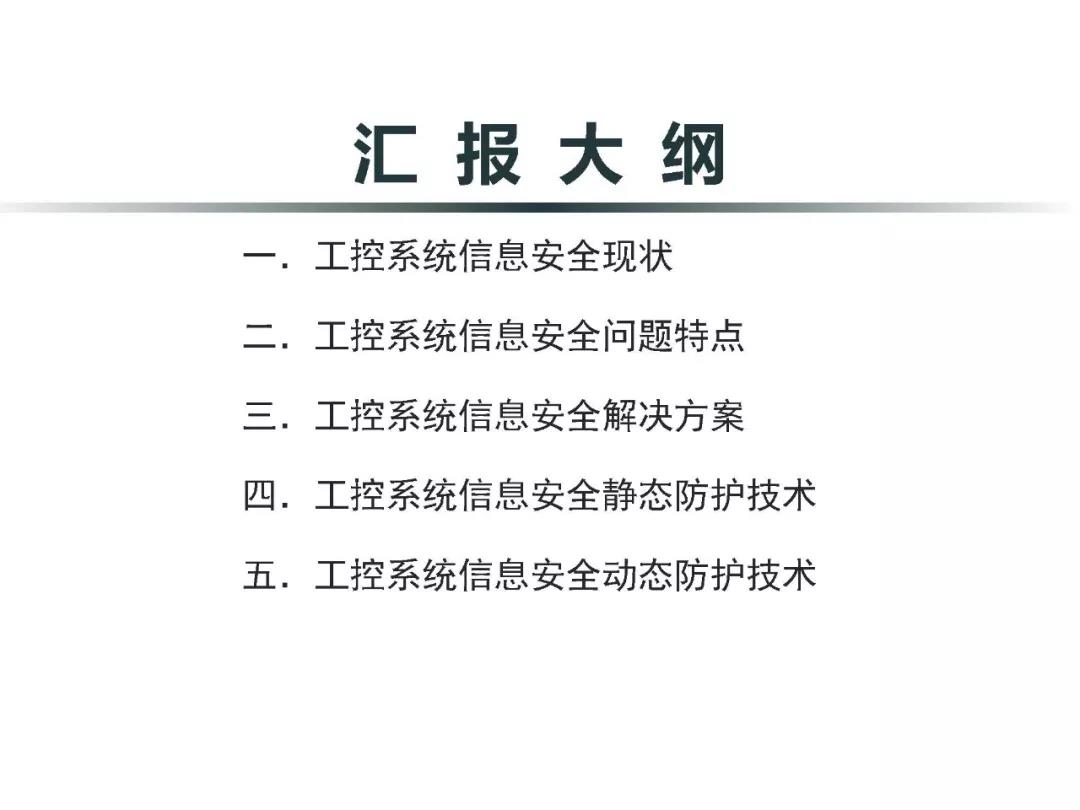 汇报大纲
一．工控系统信息安全现状
二．工控系统信息安全问题特点
三．工控系统信息安全解决方案
四．工控系统信息安全静态防护技术
五．工控系统信息安全动态防护技术